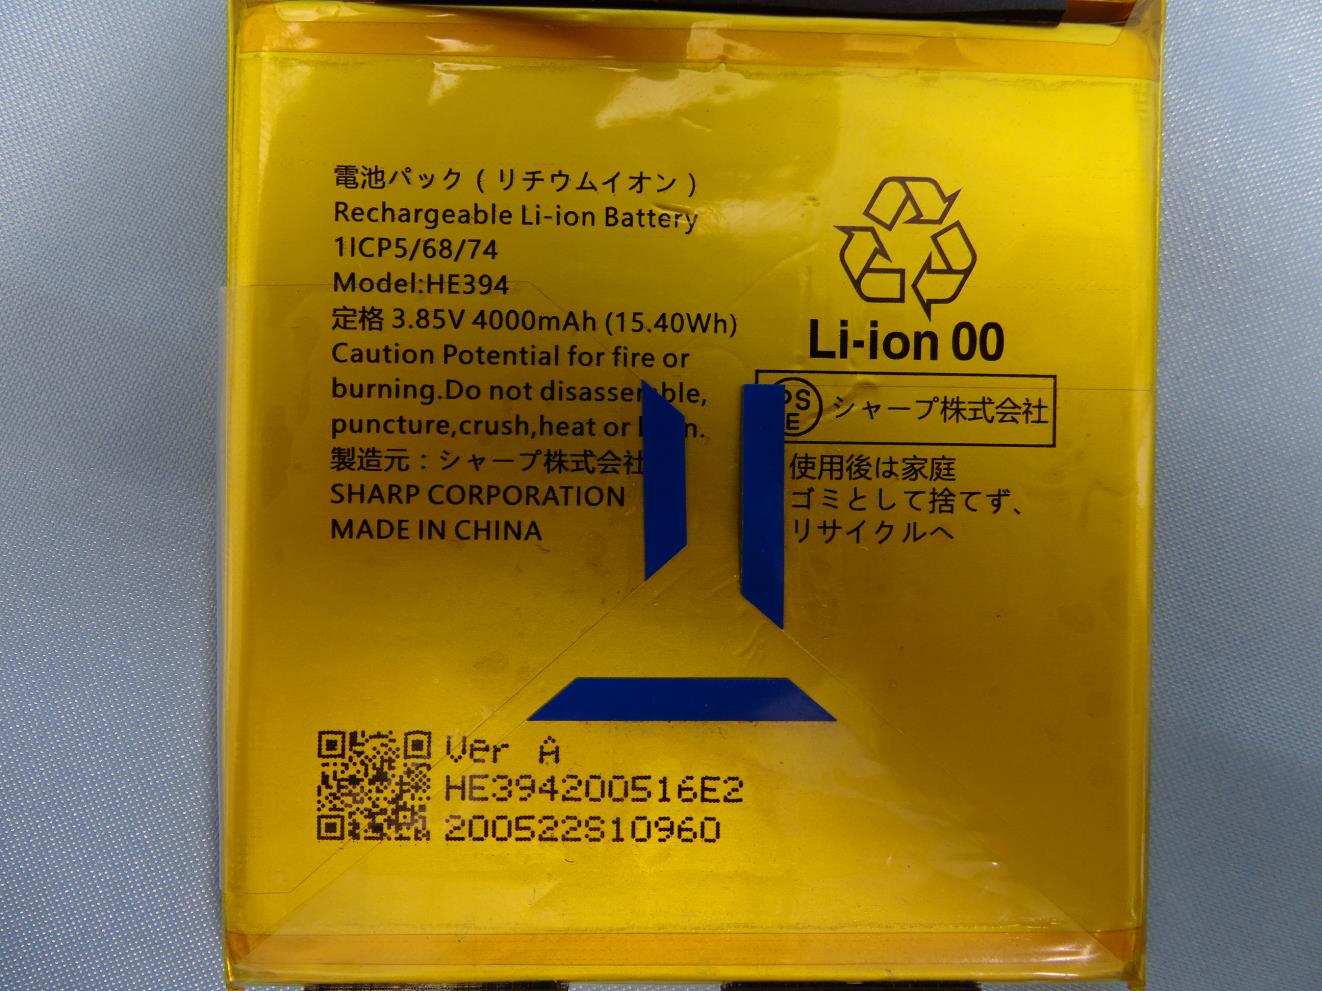 電池パック ( リチウムイオン )
Rechargeable Li-ion Battery
1ICP5/68/74
Model:HE394
定格 3.85V 4000mAh (15.40Wh)
Caution Potential for fire or
burning.Do not
puncture,crush,heat or
製造元：シャープ株式会社
SHARP CORPORATION
MADE IN CHINA
Li-ion 00
シャープ株式会社
使用後は家庭
ゴミとして捨てず、
リサイクルへ
Ver A
HE394200516E2
200522S10960